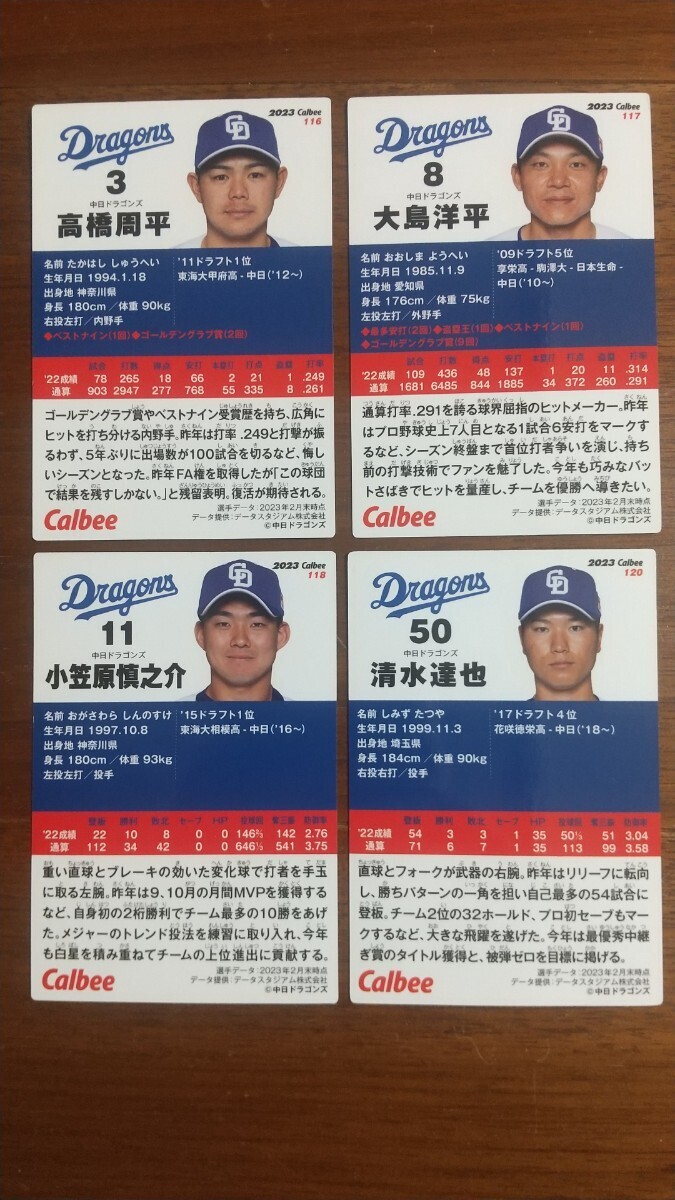 2023 Calbee
116
Dragons
3
中日ドラゴンズ
高橋周平
名前 たかはし しゅうへい
生年月日 1994.1.18
出身地 神奈川県
身長 180cm／体重 90kg
右投左打／内野手
'11ドラフト1位
東海大甲府高 - 中日('12〜)
◆ベストナイン(1回)◆ゴールデングラブ賞(2回)
試合 打数 得点 安打 本塁打 打点 盗塁 打率
'22成績 78 265 18 66 2 21 1 .249
通算 903 2947 277 768 55 335 8 .261
ゴールデングラブ賞やベストナイン受賞歴を持ち、広角に
ヒットを打ち分ける内野手。昨年は打率.249と打撃が振
るわず、5年ぶりに出場数が100試合を切るなど、悔し
いシーズンとなった。昨年FA権を取得したが「この球団
で結果を残すしかない。」と残留表明。復活が期待される。
Calbee
選手データ：2023年2月末時点
データ提供：データスタジアム株式会社
©中日ドラゴンズ
2023 Calbee
117
Dragons
8
中日ドラゴンズ
大島洋平
名前 おおしま ようへい
生年月日 1985.11.9
出身地 愛知県
身長 176cm／体重 75kg
左投左打／外野手
'09ドラフト5位
享栄高 - 駒澤大 - 日本生命 -
中日('10〜)
◆最多安打(2回)◆盗塁王(1回)◆ベストナイン(1回)
◆ゴールデングラブ賞(9回)
試合 打数 得点 安打 本塁打 打点 盗塁 打率
'22成績 109 436 48 137 1 20 11 .314
通算 1681 6485 844 1885 34 372 260 .291
通算打率.291を誇る球界屈指のヒットメーカー。昨年
はプロ野球史上7人目となる1試合6安打をマークす
るなど、シーズン終盤まで首位打者争いを演じ、持ち
前の打撃技術でファンを魅了した。今年も巧みなバッ
トさばきでヒットを量産し、チームを優勝へ導きたい。
Calbee
選手データ：2023年2月末時点
データ提供：データスタジアム株式会社
©中日ドラゴンズ
2023 Calbee
118
Dragons
11
中日ドラゴンズ
小笠原慎之介
名前 おがさわら しんのすけ
生年月日 1997.10.8
出身地 神奈川県
身長 180cm／体重 93kg
左投左打／投手
'15ドラフト1位
東海大相模高 - 中日('16〜)
登板 勝利 敗北 セーブ HP 投球回 奪三振 防御率
'22成績 22 10 8 0 0 146⅔ 142 2.76
通算 112 34 42 0 0 646⅓ 541 3.75
重い直球とブレーキの効いた変化球で打者を手玉
に取る左腕。昨年は9、10月の月間MVPを獲得する
など、自身初の2桁勝利でチーム最多の10勝をあげ
た。メジャーのトレンド投法を練習に取り入れ、今年
も白星を積み重ねてチームの上位進出に貢献する。
Calbee
選手データ：2023年2月末時点
データ提供：データスタジアム株式会社
©中日ドラゴンズ
2023 Calbee
120
Dragons
50
中日ドラゴンズ
清水達也
名前 しみず たつや
生年月日 1999.11.3
出身地 埼玉県
身長 184cm／体重 90kg
右投右打／投手
'17ドラフト4位
花咲徳栄高 - 中日('18〜)
登板 勝利 敗北 セーブ HP 投球回 奪三振 防御率
'22成績 54 3 3 1 35 50⅓ 51 3.04
通算 71 6 7 1 35 113 99 3.58
直球とフォークが武器の右腕。昨年はリリーフに転向
し、勝ちパターンの一角を担い自己最多の54試合に
登板。チーム2位の32ホールド、プロ初セーブもマ
ークするなど、大きな飛躍を遂げた。今年は最優秀中継
ぎ賞のタイトル獲得と、被弾ゼロを目標に掲げる。
Calbee
選手データ：2023年2月末時点
データ提供：データスタジアム株式会社
©中日ドラゴンズ